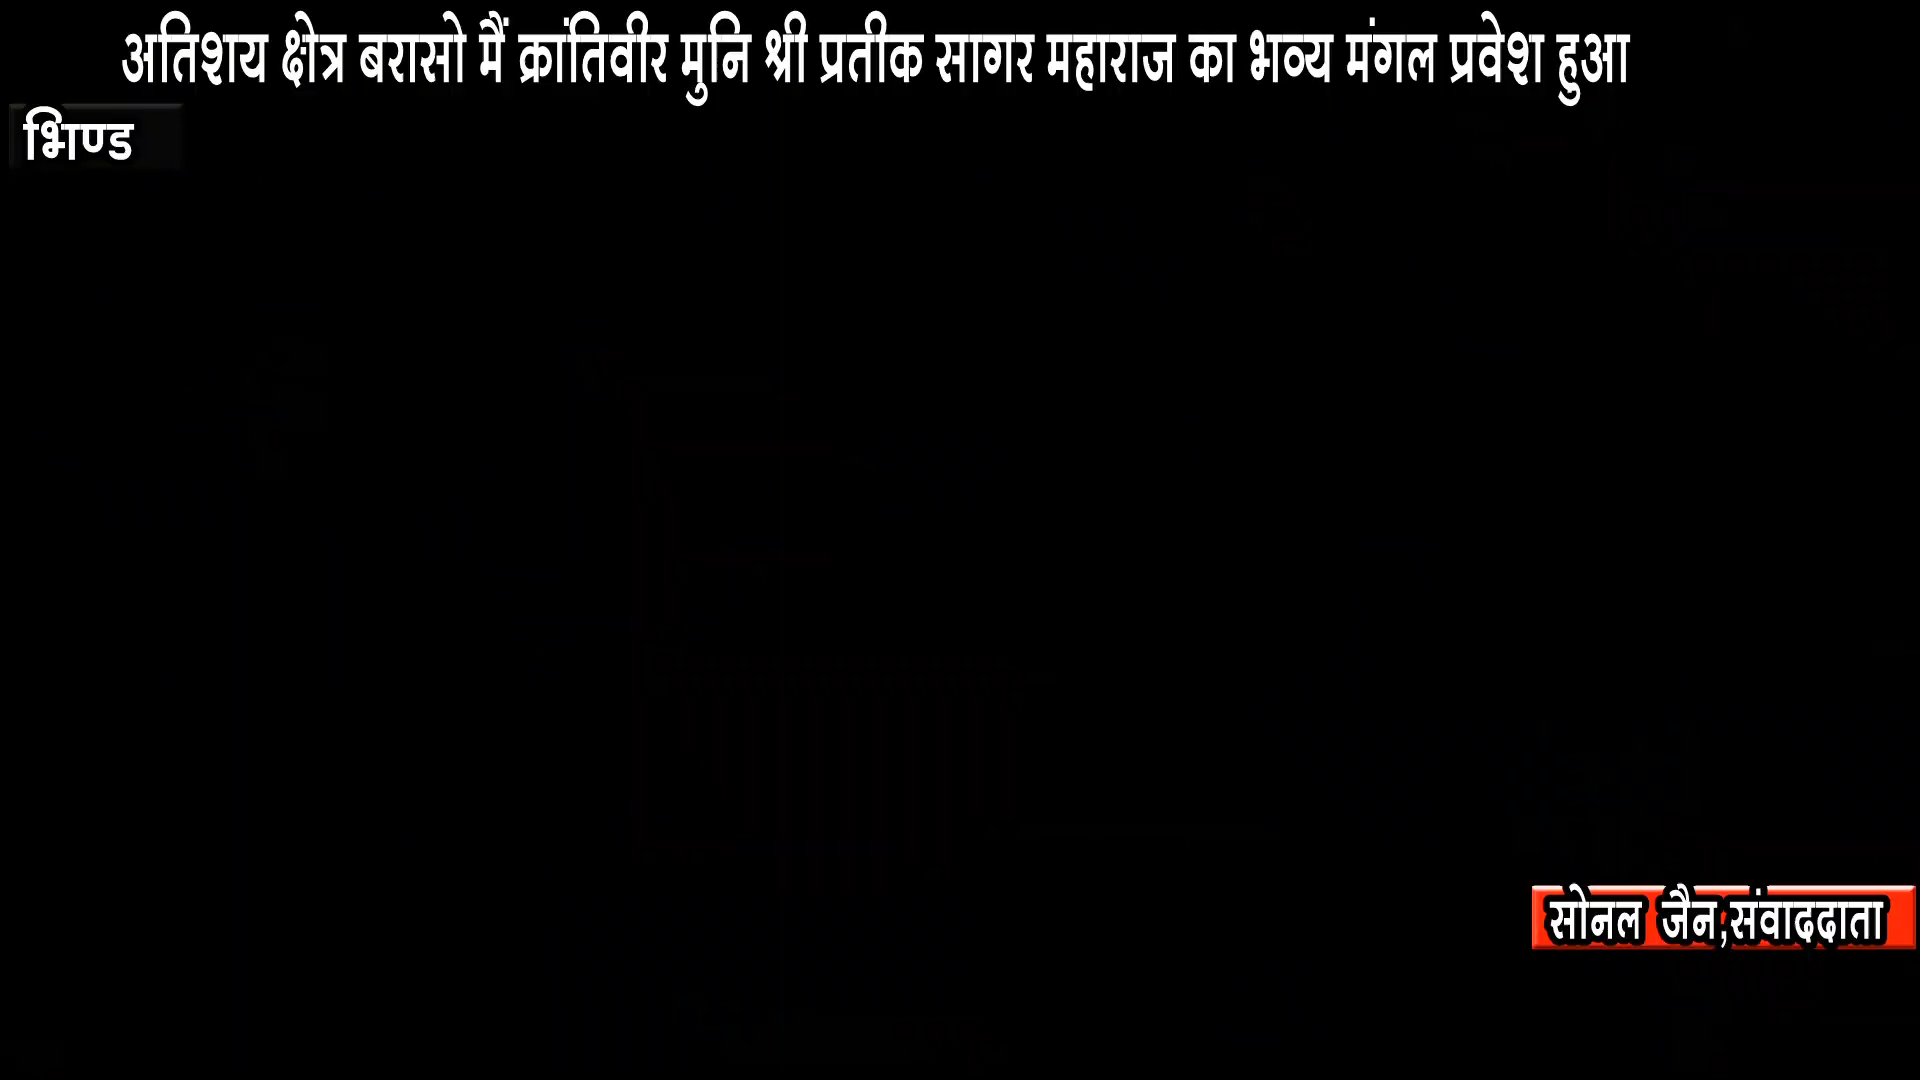 अतिशय क्षेत्र बरासो मैं क्रांतिवीर मुनि श्री प्रतीक सागर महाराज का भव्य मंगल प्रवेश हुआ
भिण्ड
सोनल जैन,संवाददाता